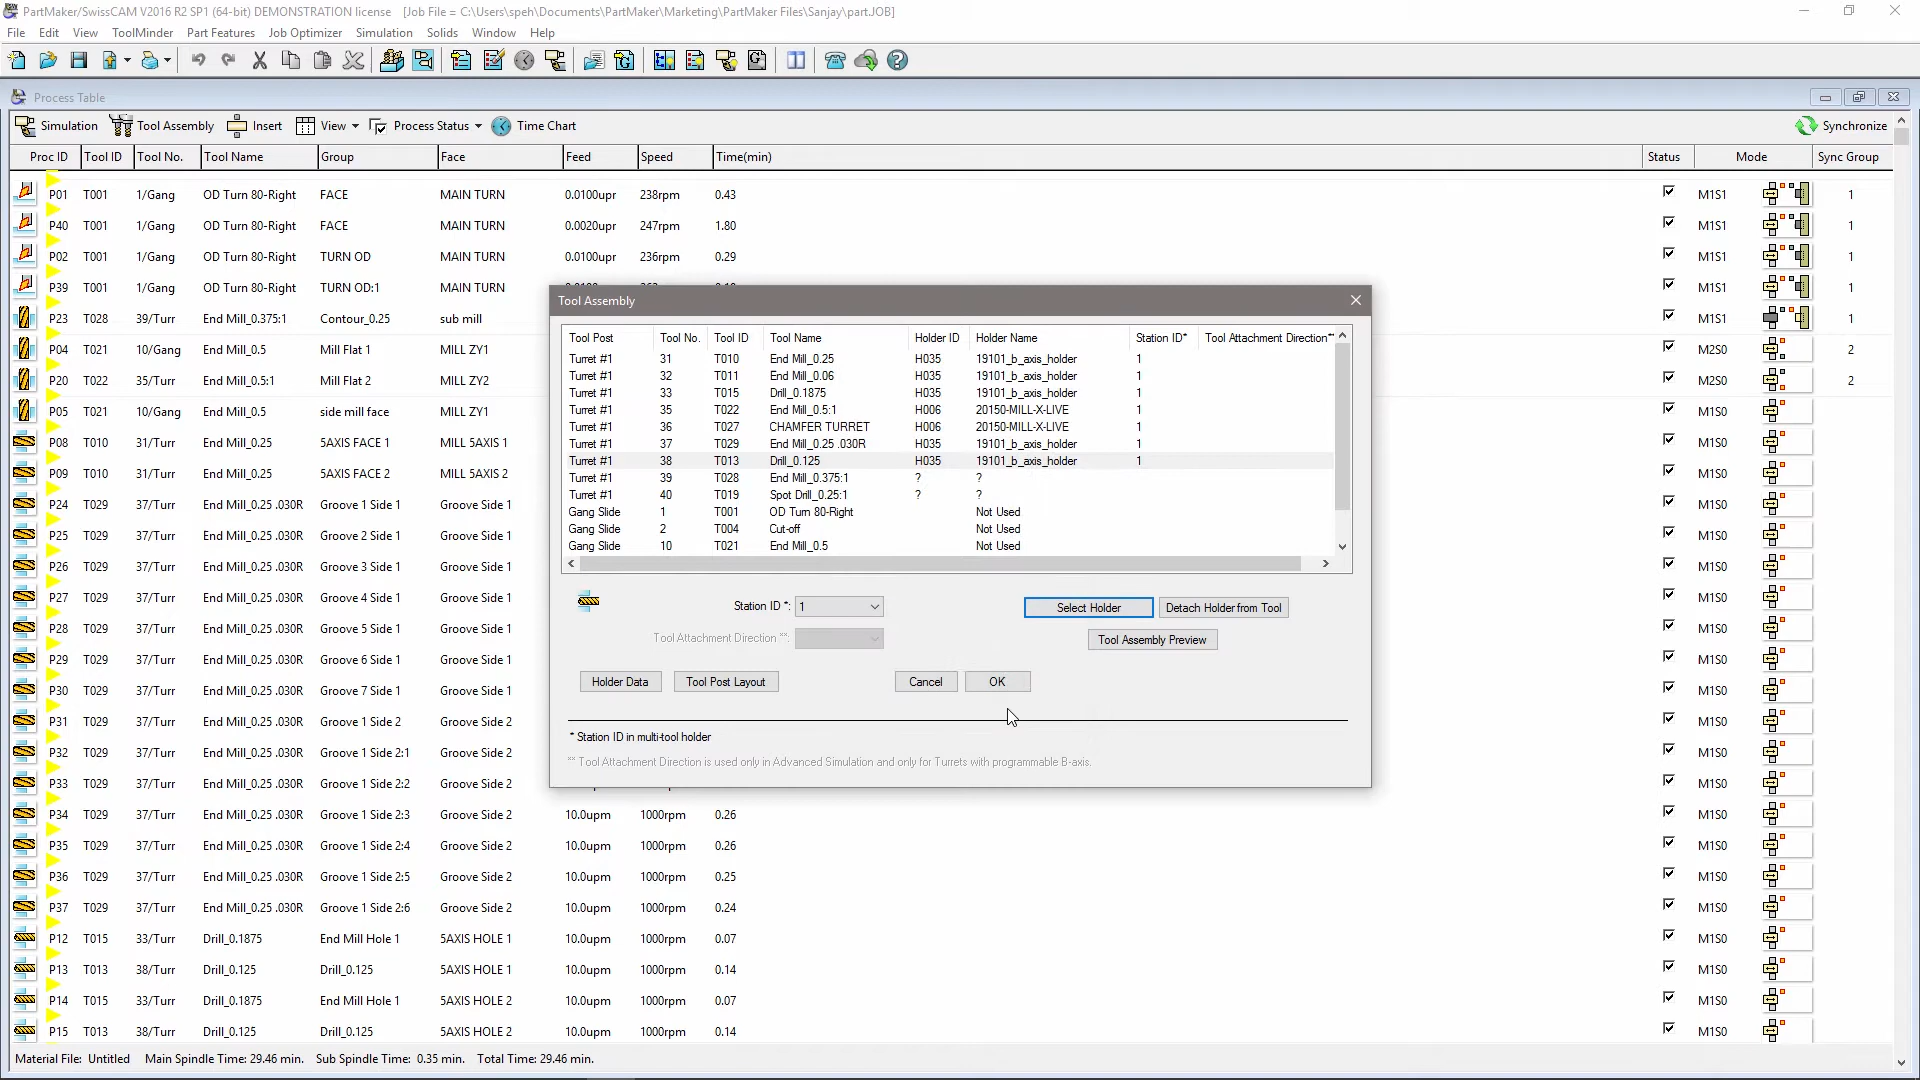 PartMaker/SwissCAM V2016 R2 SP1 (64-bit) DEMONSTRATION license [Job File = C:\Users\speh\Documents\PartMaker\Marketing\PartMaker Files\Sanjay\part.JOB]
File Edit View ToolMinder Part Features Job Optimizer Simulation Solids Window Help
Process Table
Simulation Tool Assembly Insert View Process Status Time Chart Synchronize
Proc ID Tool ID Tool No. Tool Name Group Face Feed Speed Time(min) Status Mode Sync Group
P01 T001 1/Gang OD Turn 80-Right FACE MAIN TURN 0.0100upr 238rpm 0.43 M1S1 1
P40 T001 1/Gang OD Turn 80-Right FACE MAIN TURN 0.0020upr 247rpm 1.80 M1S1 1
P02 T001 1/Gang OD Turn 80-Right TURN OD MAIN TURN 0.0100upr 236rpm 0.29 M1S1 1
P39 T001 1/Gang OD Turn 80-Right TURN OD:1 MAIN TURN M1S1 1
P23 T028 39/Turr End Mill_0.375:1 Contour_0.25 sub mill M1S1 1
P04 T021 10/Gang End Mill_0.5 Mill Flat 1 MILL ZY1 M2S0 2
P20 T022 35/Turr End Mill_0.5:1 Mill Flat 2 MILL ZY2 M2S0 2
P05 T021 10/Gang End Mill_0.5 side mill face MILL ZY1 M1S0
P08 T010 31/Turr End Mill_0.25 5AXIS FACE 1 MILL 5AXIS 1 M1S0
P09 T010 31/Turr End Mill_0.25 5AXIS FACE 2 MILL 5AXIS 2 M1S0
P24 T029 37/Turr End Mill_0.25 .030R Groove 1 Side 1 Groove Side 1 M1S0
P25 T029 37/Turr End Mill_0.25 .030R Groove 2 Side 1 Groove Side 1 M1S0
P26 T029 37/Turr End Mill_0.25 .030R Groove 3 Side 1 Groove Side 1 M1S0
P27 T029 37/Turr End Mill_0.25 .030R Groove 4 Side 1 Groove Side 1 M1S0
P28 T029 37/Turr End Mill_0.25 .030R Groove 5 Side 1 Groove Side 1 M1S0
P29 T029 37/Turr End Mill_0.25 .030R Groove 6 Side 1 Groove Side 1 M1S0
P30 T029 37/Turr End Mill_0.25 .030R Groove 7 Side 1 Groove Side 1 M1S0
P31 T029 37/Turr End Mill_0.25 .030R Groove 1 Side 2 Groove Side 2 M1S0
P32 T029 37/Turr End Mill_0.25 .030R Groove 1 Side 2:1 Groove Side 2 M1S0
P33 T029 37/Turr End Mill_0.25 .030R Groove 1 Side 2:2 Groove Side 2 M1S0
P34 T029 37/Turr End Mill_0.25 .030R Groove 1 Side 2:3 Groove Side 2 10.0upm 1000rpm 0.26 M1S0
P35 T029 37/Turr End Mill_0.25 .030R Groove 1 Side 2:4 Groove Side 2 10.0upm 1000rpm 0.26 M1S0
P36 T029 37/Turr End Mill_0.25 .030R Groove 1 Side 2:5 Groove Side 2 10.0upm 1000rpm 0.25 M1S0
P37 T029 37/Turr End Mill_0.25 .030R Groove 1 Side 2:6 Groove Side 2 10.0upm 1000rpm 0.24 M1S0
P12 T015 33/Turr Drill_0.1875 End Mill Hole 1 5AXIS HOLE 1 10.0upm 1000rpm 0.07 M1S0
P13 T013 38/Turr Drill_0.125 Drill_0.125 5AXIS HOLE 1 10.0upm 1000rpm 0.14 M1S0
P14 T015 33/Turr Drill_0.1875 End Mill Hole 1 5AXIS HOLE 2 10.0upm 1000rpm 0.07 M1S0
P15 T013 38/Turr Drill_0.125 Drill_0.125 5AXIS HOLE 2 10.0upm 1000rpm 0.14 M1S0
Material File: Untitled Main Spindle Time: 29.46 min. Sub Spindle Time: 0.35 min. Total Time: 29.46 min.
Tool Assembly
Tool Post Tool No. Tool ID Tool Name Holder ID Holder Name Station ID* Tool Attachment Direction**
Turret #1 31 T010 End Mill_0.25 H035 19101_b_axis_holder 1
Turret #1 32 T011 End Mill_0.06 H035 19101_b_axis_holder 1
Turret #1 33 T015 Drill_0.1875 H035 19101_b_axis_holder 1
Turret #1 35 T022 End Mill_0.5:1 H006 20150-MILL-X-LIVE 1
Turret #1 36 T027 CHAMFER TURRET H006 20150-MILL-X-LIVE 1
Turret #1 37 T029 End Mill_0.25 .030R H035 19101_b_axis_holder 1
Turret #1 38 T013 Drill_0.125 H035 19101_b_axis_holder 1
Turret #1 39 T028 End Mill_0.375:1 ? ?
Turret #1 40 T019 Spot Drill_0.25:1 ? ?
Gang Slide 1 T001 OD Turn 80-Right Not Used
Gang Slide 2 T004 Cut-off Not Used
Gang Slide 10 T021 End Mill_0.5 Not Used
Station ID *: 1 Select Holder Detach Holder from Tool
Tool Attachment Direction **: Tool Assembly Preview
Holder Data Tool Post Layout Cancel OK
* Station ID in multi-tool holder
** Tool Attachment Direction is used only in Advanced Simulation and only for Turrets with programmable B-axis.